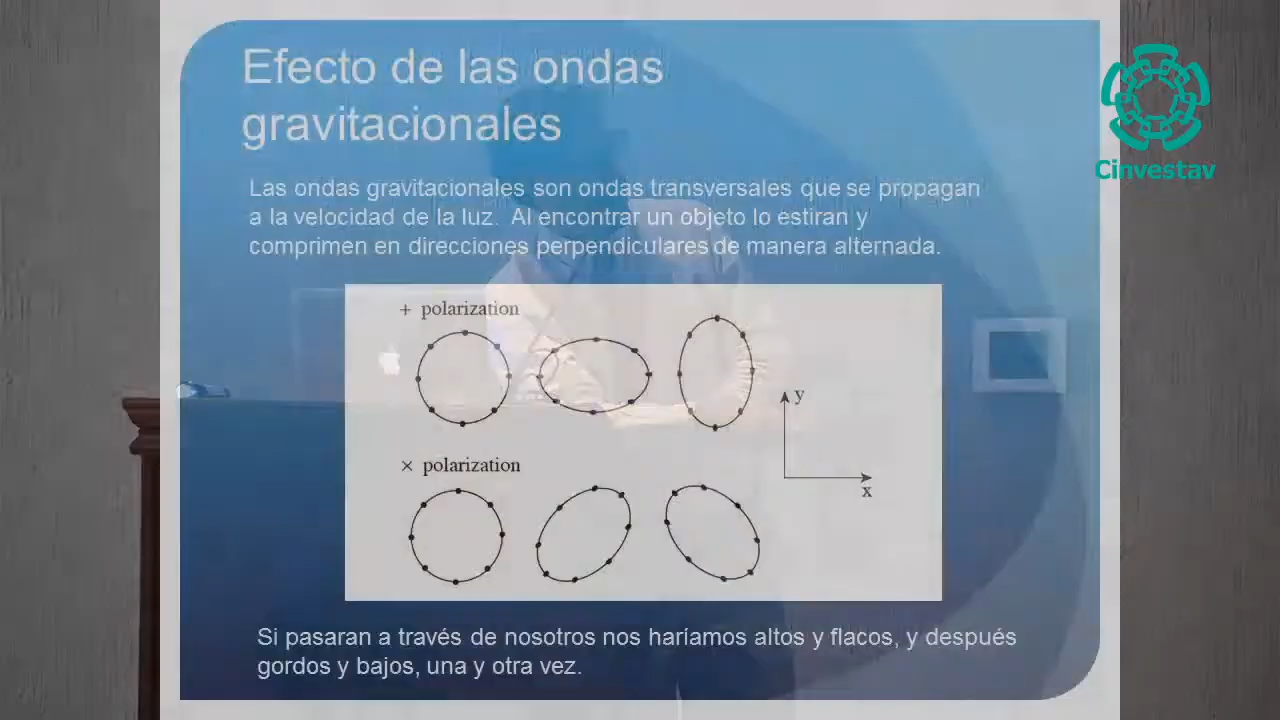 Efecto de las ondas
gravitacionales
Cinvestav
Las ondas gravitacionales son ondas transversales que se propagan
a la velocidad de la luz. Al encontrar un objeto lo estiran y
comprimen en direcciones perpendiculares de manera alternada.
+ polarization
y
x
× polarization
Si pasaran a través de nosotros nos haríamos altos y flacos, y después
gordos y bajos, una y otra vez.